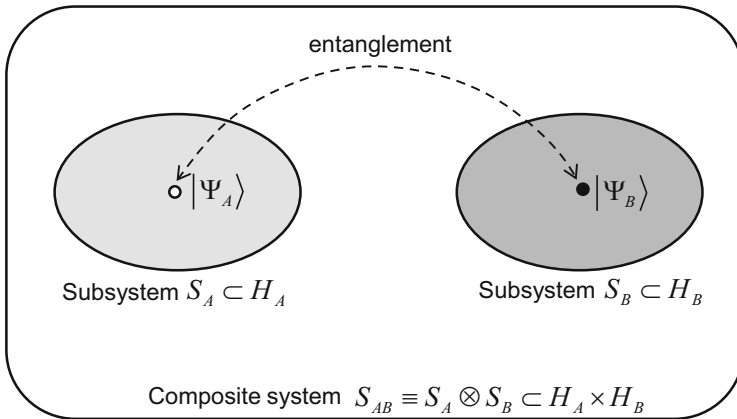 entanglement
|Ψ_A⟩
|Ψ_B⟩
Subsystem S_A ⊂ H_A
Subsystem S_B ⊂ H_B
Composite system S_AB ≡ S_A ⊗ S_B ⊂ H_A × H_B